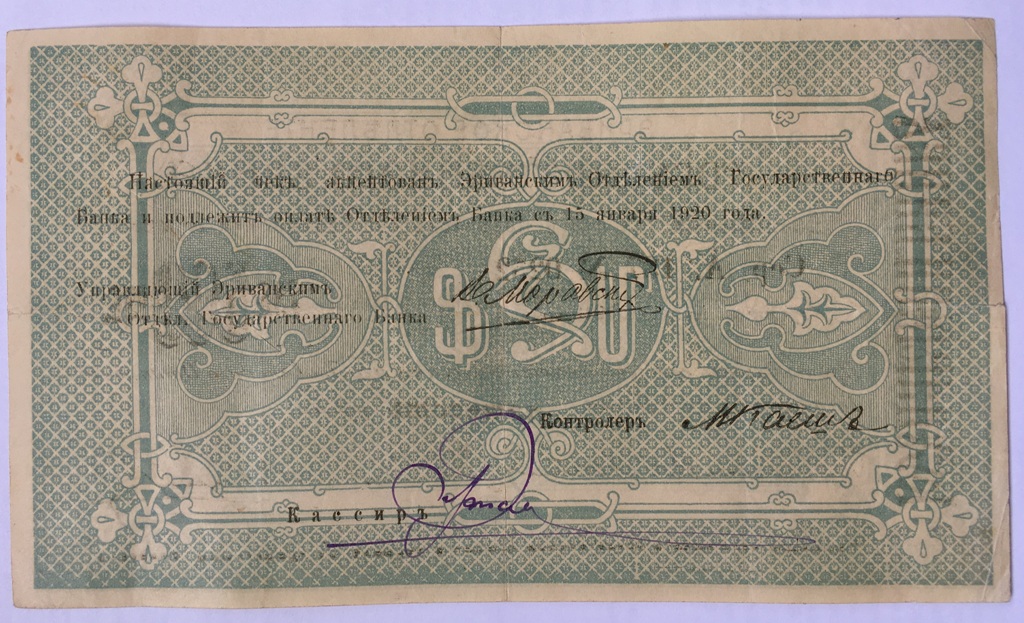 Настоящій чекъ акцептованъ Эриванскимъ Отдѣленіемъ Государственнаго
Банка и подлежитъ оплатѣ Отдѣленіемъ Банка съ 15 января 1920 года.
Управляющій Эриванскимъ
Отдѣл. Государственнаго Банка
Контролеръ
Кассиръ